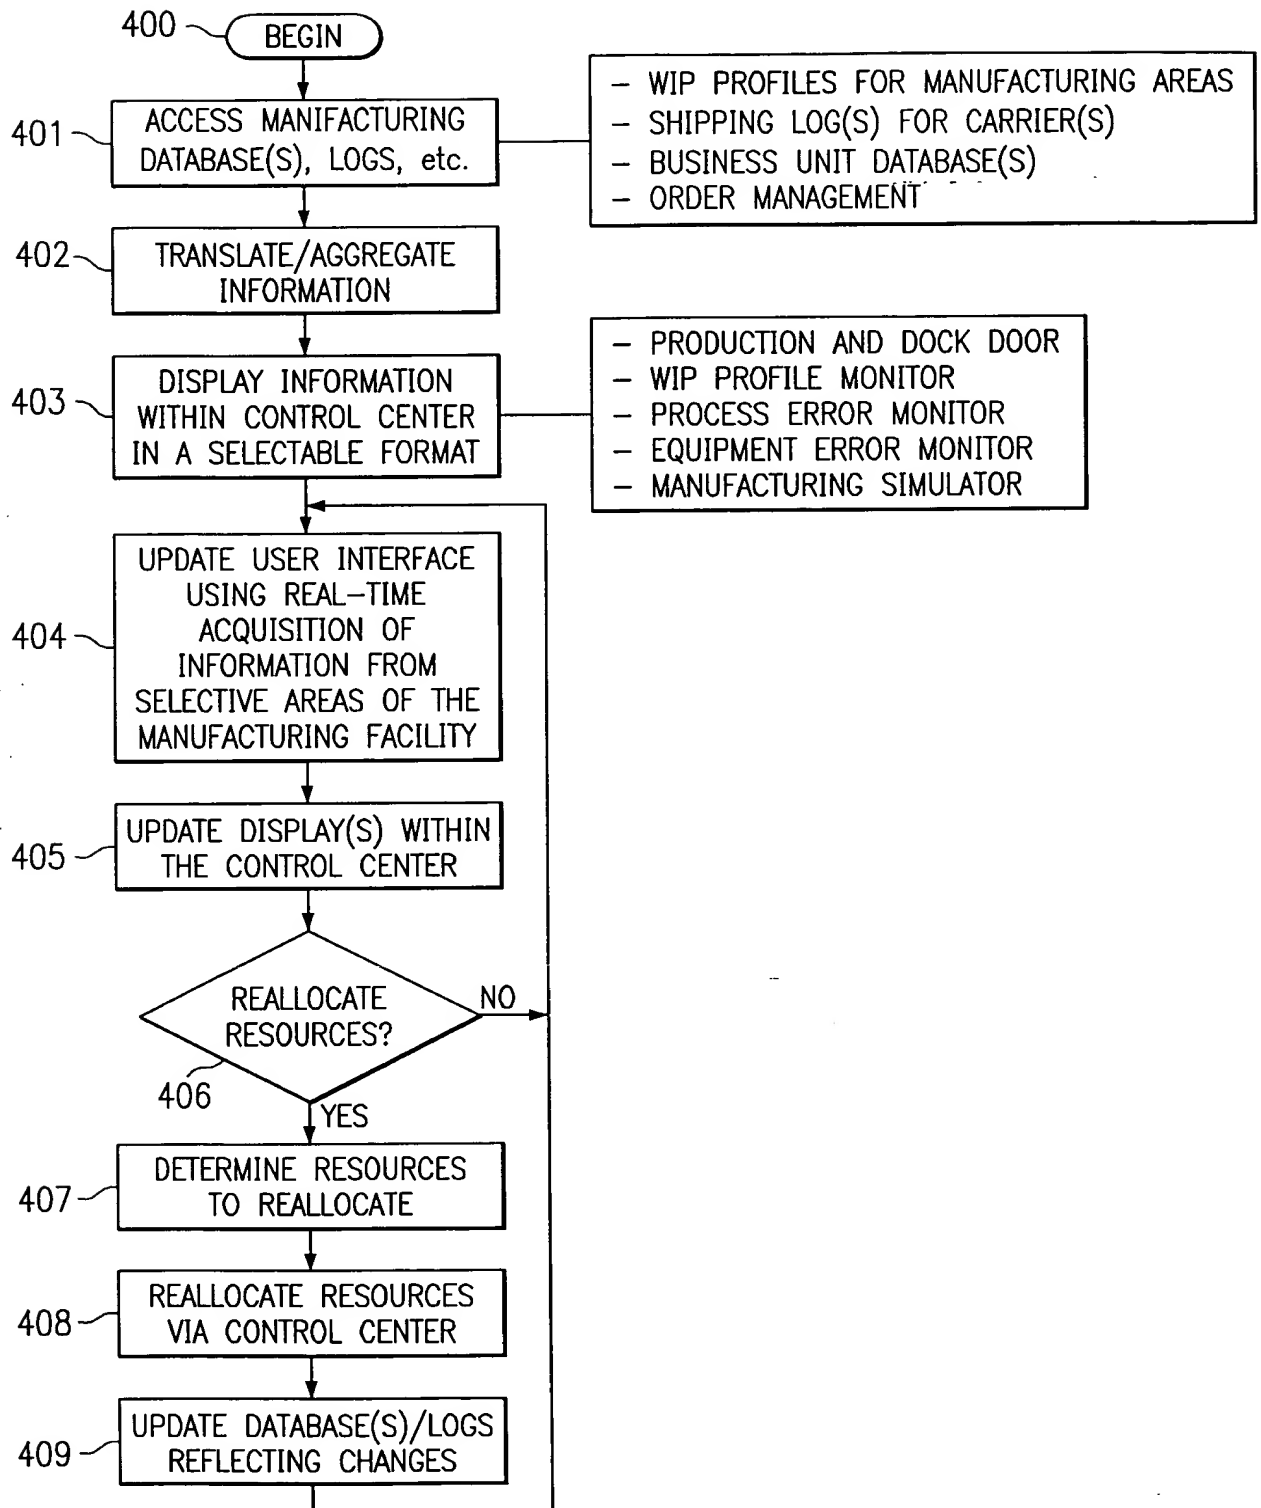 400
BEGIN
401
ACCESS MANIFACTURING
DATABASE(S), LOGS, etc.
- WIP PROFILES FOR MANUFACTURING AREAS
- SHIPPING LOG(S) FOR CARRIER(S)
- BUSINESS UNIT DATABASE(S)
- ORDER MANAGEMENT
402
TRANSLATE/AGGREGATE
INFORMATION
403
DISPLAY INFORMATION
WITHIN CONTROL CENTER
IN A SELECTABLE FORMAT
- PRODUCTION AND DOCK DOOR
- WIP PROFILE MONITOR
- PROCESS ERROR MONITOR
- EQUIPMENT ERROR MONITOR
- MANUFACTURING SIMULATOR
404
UPDATE USER INTERFACE
USING REAL-TIME
ACQUISITION OF
INFORMATION FROM
SELECTIVE AREAS OF THE
MANUFACTURING FACILITY
405
UPDATE DISPLAY(S) WITHIN
THE CONTROL CENTER
REALLOCATE
RESOURCES?
NO
406
YES
407
DETERMINE RESOURCES
TO REALLOCATE
408
REALLOCATE RESOURCES
VIA CONTROL CENTER
409
UPDATE DATABASE(S)/LOGS
REFLECTING CHANGES